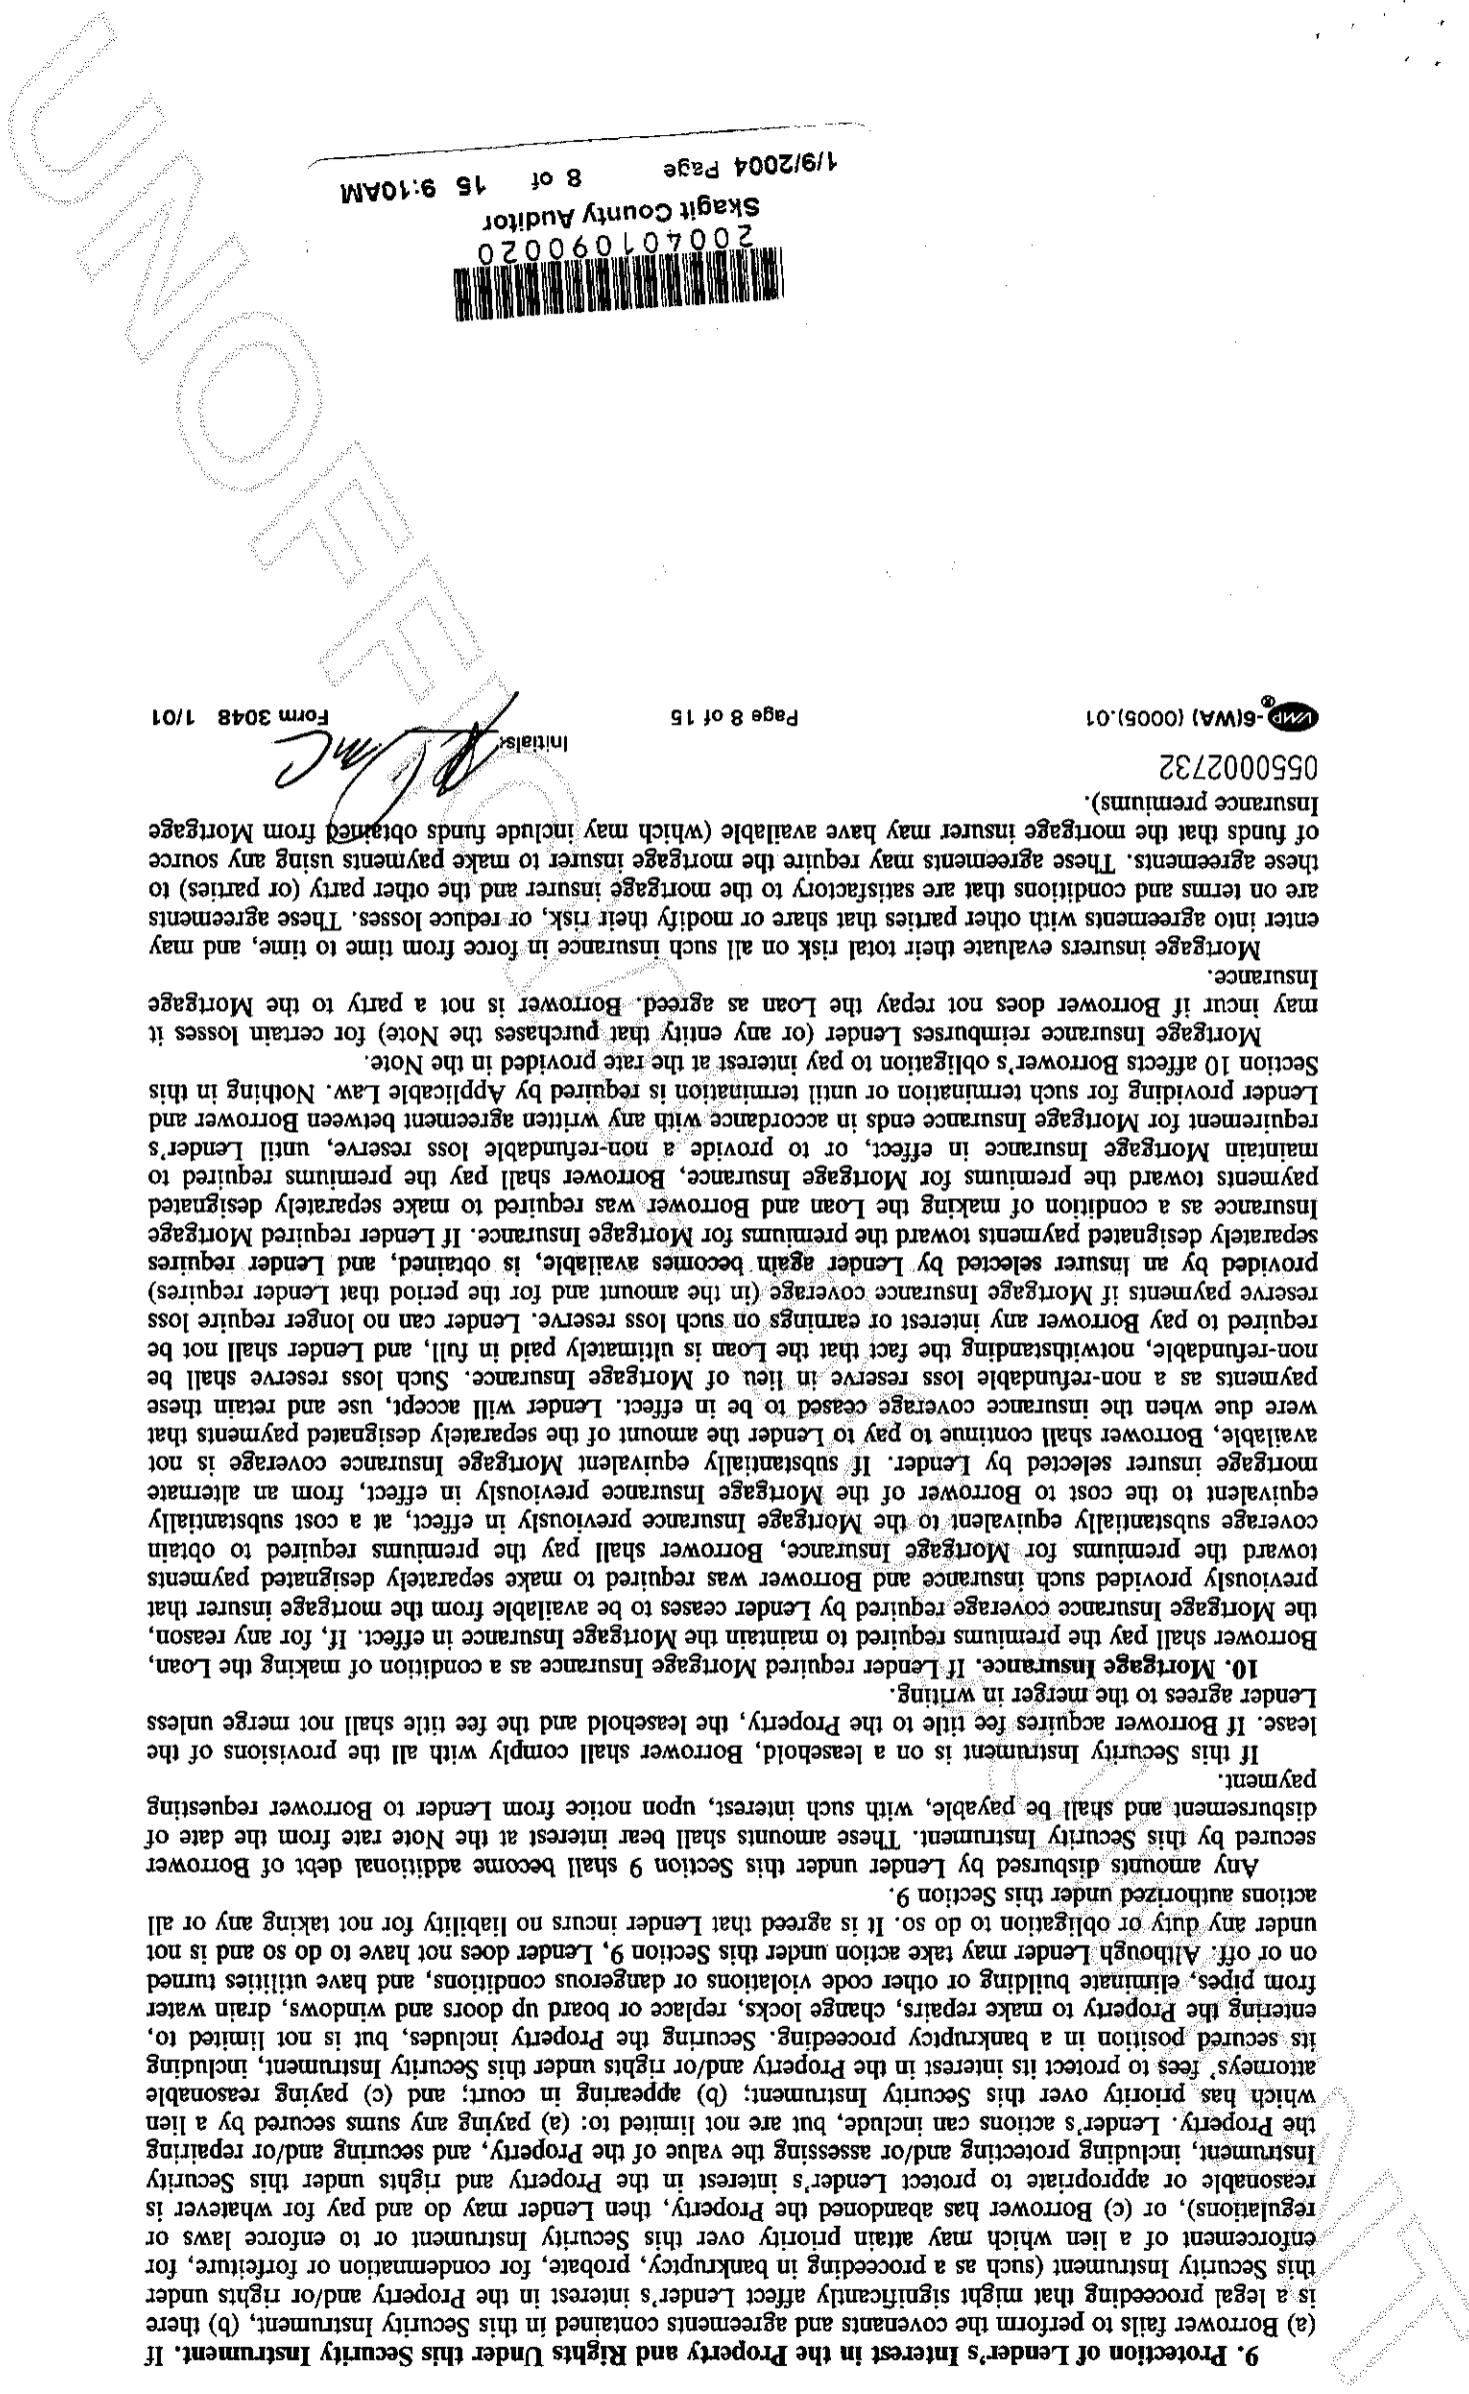 9. Protection of Lender's Interest in the Property and Rights Under this Security Instrument. If
(a) Borrower fails to perform the covenants and agreements contained in this Security Instrument, (b) there
is a legal proceeding that might significantly affect Lender's interest in the Property and/or rights under
this Security Instrument (such as a proceeding in bankruptcy, probate, for condemnation or forfeiture, for
enforcement of a lien which may attain priority over this Security Instrument or to enforce laws or
regulations), or (c) Borrower has abandoned the Property, then Lender may do and pay for whatever is
reasonable or appropriate to protect Lender's interest in the Property and rights under this Security
Instrument, including protecting and/or assessing the value of the Property, and securing and/or repairing
the Property. Lender's actions can include, but are not limited to: (a) paying any sums secured by a lien
which has priority over this Security Instrument; (b) appearing in court; and (c) paying reasonable
attorneys' fees to protect its interest in the Property and/or rights under this Security Instrument, including
its secured position in a bankruptcy proceeding. Securing the Property includes, but is not limited to,
entering the Property to make repairs, change locks, replace or board up doors and windows, drain water
from pipes, eliminate building or other code violations or dangerous conditions, and have utilities turned
on or off. Although Lender may take action under this Section 9, Lender does not have to do so and is not
under any duty or obligation to do so. It is agreed that Lender incurs no liability for not taking any or all
actions authorized under this Section 9.
Any amounts disbursed by Lender under this Section 9 shall become additional debt of Borrower
secured by this Security Instrument. These amounts shall bear interest at the Note rate from the date of
disbursement and shall be payable, with such interest, upon notice from Lender to Borrower requesting
payment.
If this Security Instrument is on a leasehold, Borrower shall comply with all the provisions of the
lease. If Borrower acquires fee title to the Property, the leasehold and the fee title shall not merge unless
Lender agrees to the merger in writing.
10. Mortgage Insurance. If Lender required Mortgage Insurance as a condition of making the Loan,
Borrower shall pay the premiums required to maintain the Mortgage Insurance in effect. If, for any reason,
the Mortgage Insurance coverage required by Lender ceases to be available from the mortgage insurer that
previously provided such insurance and Borrower was required to make separately designated payments
toward the premiums for Mortgage Insurance, Borrower shall pay the premiums required to obtain
coverage substantially equivalent to the Mortgage Insurance previously in effect, at a cost substantially
equivalent to the cost to Borrower of the Mortgage Insurance previously in effect, from an alternate
mortgage insurer selected by Lender. If substantially equivalent Mortgage Insurance coverage is not
available, Borrower shall continue to pay to Lender the amount of the separately designated payments that
were due when the insurance coverage ceased to be in effect. Lender will accept, use and retain these
payments as a non-refundable loss reserve in lieu of Mortgage Insurance. Such loss reserve shall be
non-refundable, notwithstanding the fact that the Loan is ultimately paid in full, and Lender shall not be
required to pay Borrower any interest or earnings on such loss reserve. Lender can no longer require loss
reserve payments if Mortgage Insurance coverage (in the amount and for the period that Lender requires)
provided by an insurer selected by Lender again becomes available, is obtained, and Lender requires
separately designated payments toward the premiums for Mortgage Insurance. If Lender required Mortgage
Insurance as a condition of making the Loan and Borrower was required to make separately designated
payments toward the premiums for Mortgage Insurance, Borrower shall pay the premiums required to
maintain Mortgage Insurance in effect, or to provide a non-refundable loss reserve, until Lender's
requirement for Mortgage Insurance ends in accordance with any written agreement between Borrower and
Lender providing for such termination or until termination is required by Applicable Law. Nothing in this
Section 10 affects Borrower's obligation to pay interest at the rate provided in the Note.
Mortgage Insurance reimburses Lender (or any entity that purchases the Note) for certain losses it
may incur if Borrower does not repay the Loan as agreed. Borrower is not a party to the Mortgage
Insurance.
Mortgage insurers evaluate their total risk on all such insurance in force from time to time, and may
enter into agreements with other parties that share or modify their risk, or reduce losses. These agreements
are on terms and conditions that are satisfactory to the mortgage insurer and the other party (or parties) to
these agreements. These agreements may require the mortgage insurer to make payments using any source
of funds that the mortgage insurer may have available (which may include funds obtained from Mortgage
Insurance premiums).
0550002732
Initials:
VMP®-6(WA) (0005).01 Page 8 of 15 Form 3048 1/01
200401090020
Skagit County Auditor
1/9/2004 Page 8 of 15 9:10AM
UNOFFICIAL DOCUMENT